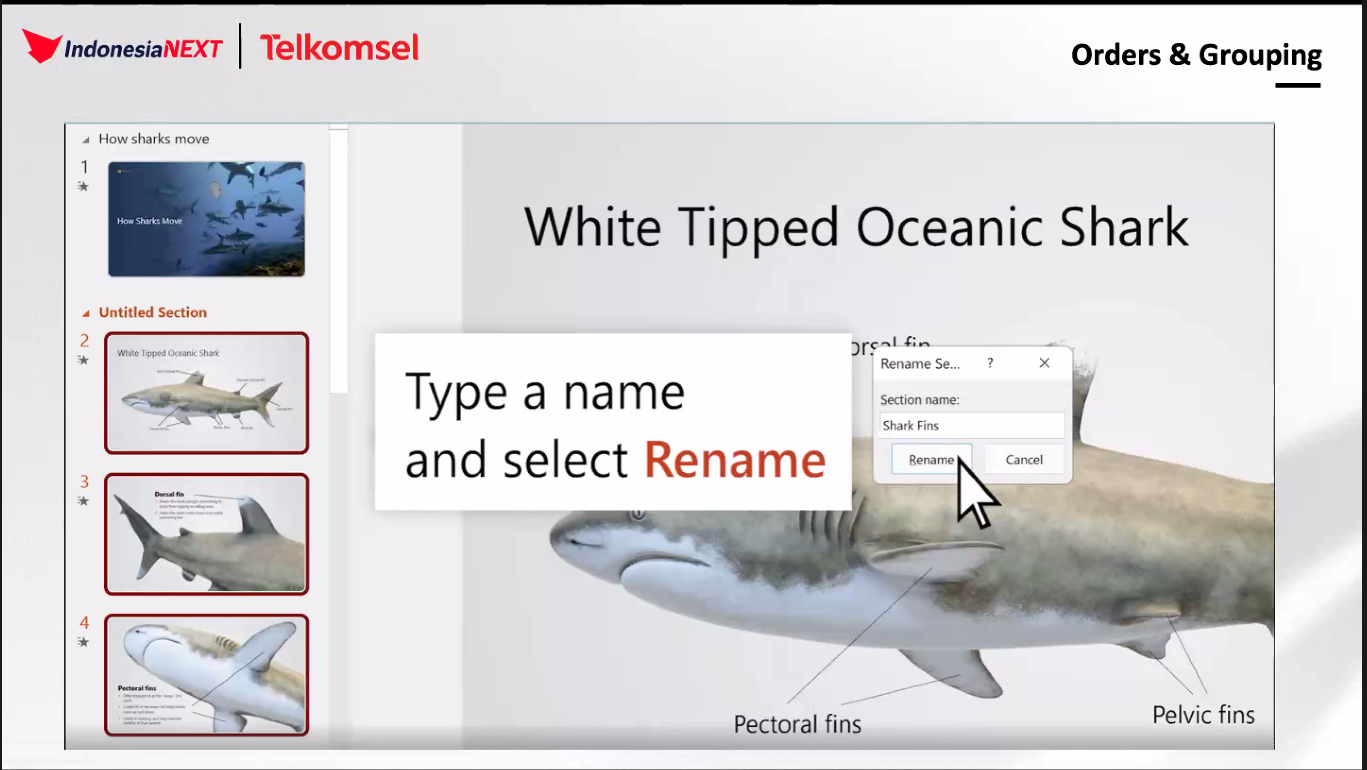 IndonesiaNEXT
Telkomsel
Orders & Grouping
How sharks move
1
How Sharks Move
Untitled Section
2
White Tipped Oceanic Shark
3
Dorsal fin
4
Pectoral fins
White Tipped Oceanic Shark
orsal fin
Type a name
and select Rename
Rename Se...
?
Section name:
Shark Fins
Rename
Cancel
Pectoral fins
Pelvic fins